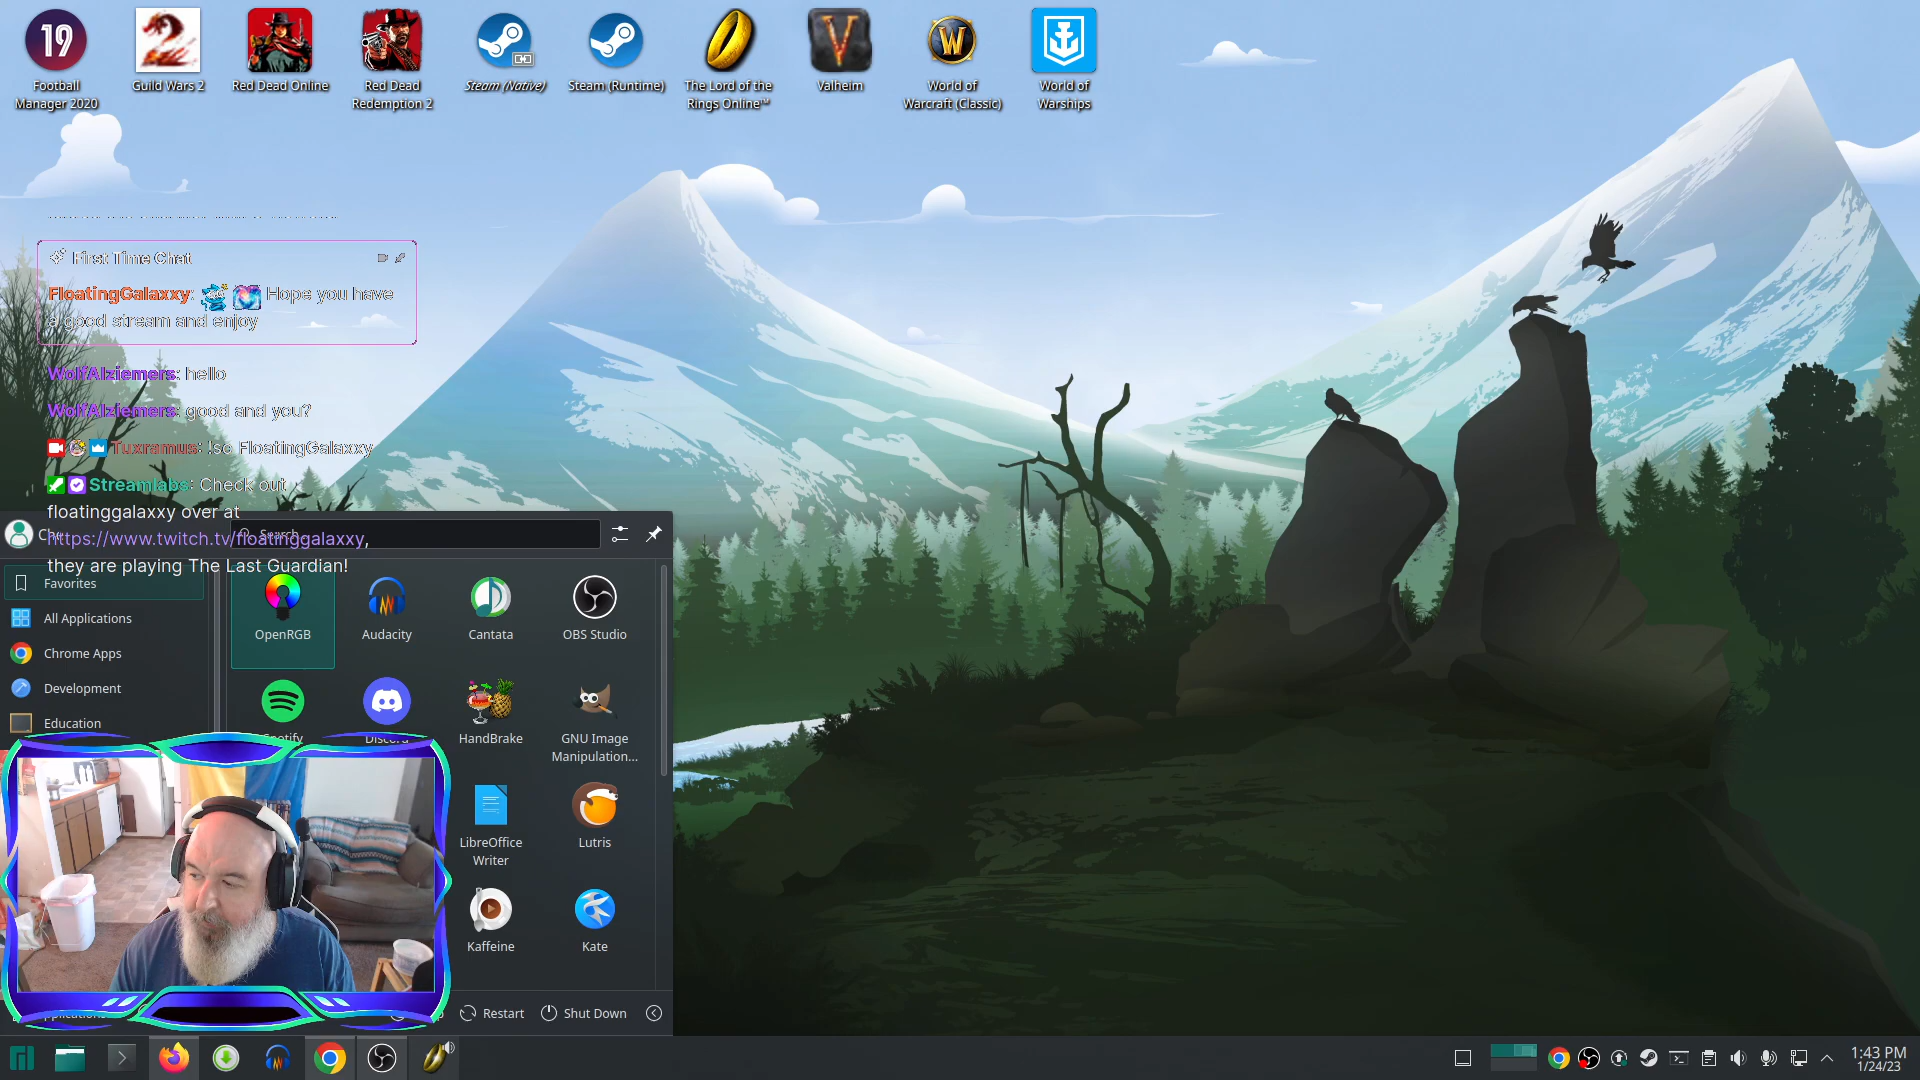 19
Football
Manager 2020
Guild Wars 2
Red Dead Online
Red Dead
Redemption 2
Steam (Native)
Steam (Runtime)
The Lord of the
Rings Online™
Valheim
World of
Warcraft (Classic)
World of
Warships
First Time Chat
FloatingGalaxxy: Hope you have
a good stream and enjoy
WolfAlziemers: hello
WolfAlziemers: good and you?
Tuxramus: !so FloatingGalaxxy
Streamlabs: Check out
floatinggalaxxy over at
https://www.twitch.tv/floatinggalaxxy,
they are playing The Last Guardian!
Search...
Favorites
All Applications
Chrome Apps
Development
Education
OpenRGB
Audacity
Cantata
OBS Studio
Spotify
Discord
HandBrake
GNU Image
Manipulation...
LibreOffice
Writer
Lutris
Kaffeine
Kate
Restart
Shut Down
1:43 PM
1/24/23